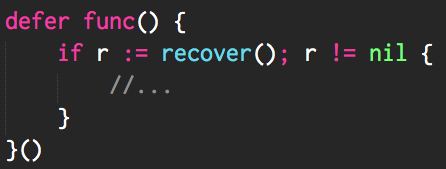 defer func() {
    if r := recover(); r != nil {
        //...
    }
}()